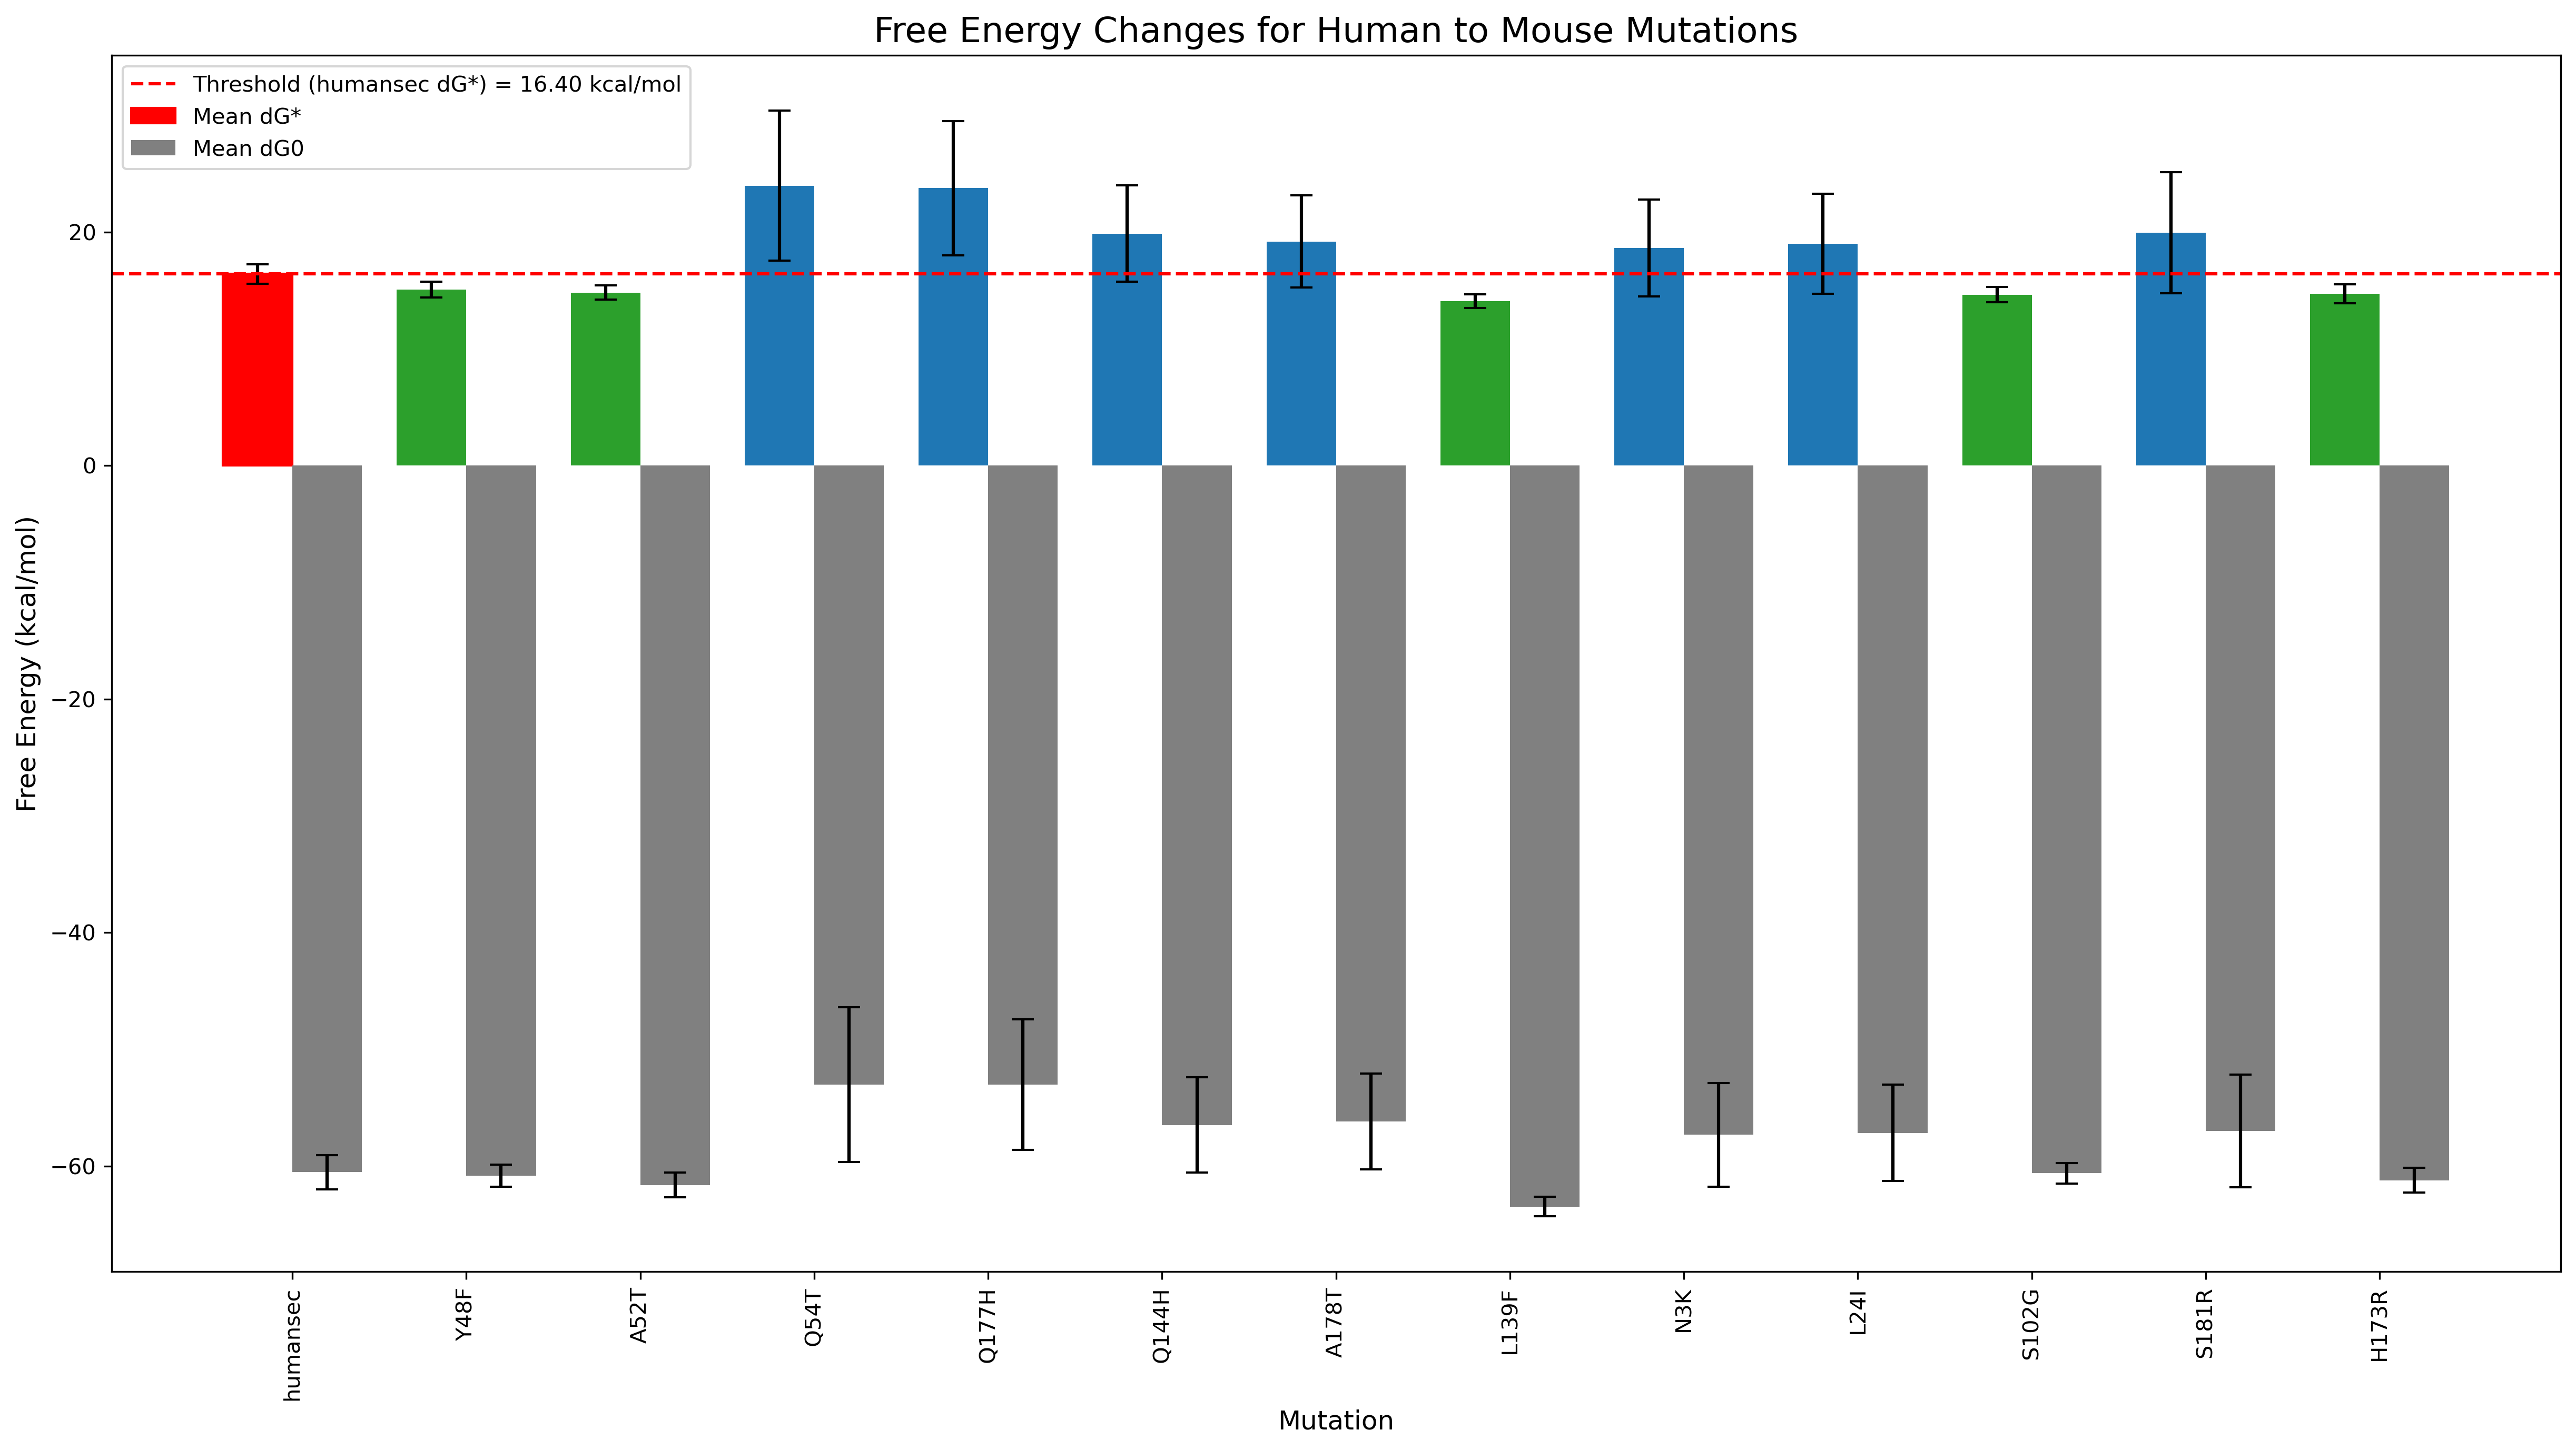 Free Energy Changes for Human to Mouse Mutations
Threshold (humansec dG*) = 16.40 kcal/mol
Mean dG*
Mean dG0
Free Energy (kcal/mol)
20
0
−20
−40
−60
humansec
Y48F
A52T
Q54T
Q177H
Q144H
A178T
L139F
N3K
L24I
S102G
S181R
H173R
Mutation